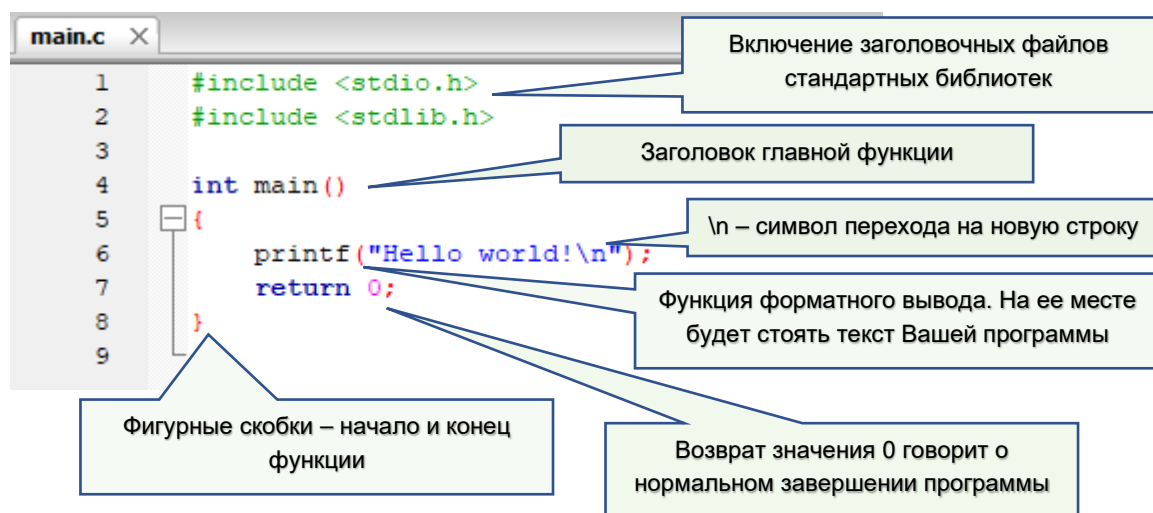 main.c ×
Включение заголовочных файлов
стандартных библиотек
1 #include <stdio.h>
2 #include <stdlib.h>
3
Заголовок главной функции
4 int main()
5 {
\n – символ перехода на новую строку
6 printf("Hello world!\n");
7 return 0;
Функция форматного вывода. На ее месте
будет стоять текст Вашей программы
8 }
9
Фигурные скобки – начало и конец
функции
Возврат значения 0 говорит о
нормальном завершении программы